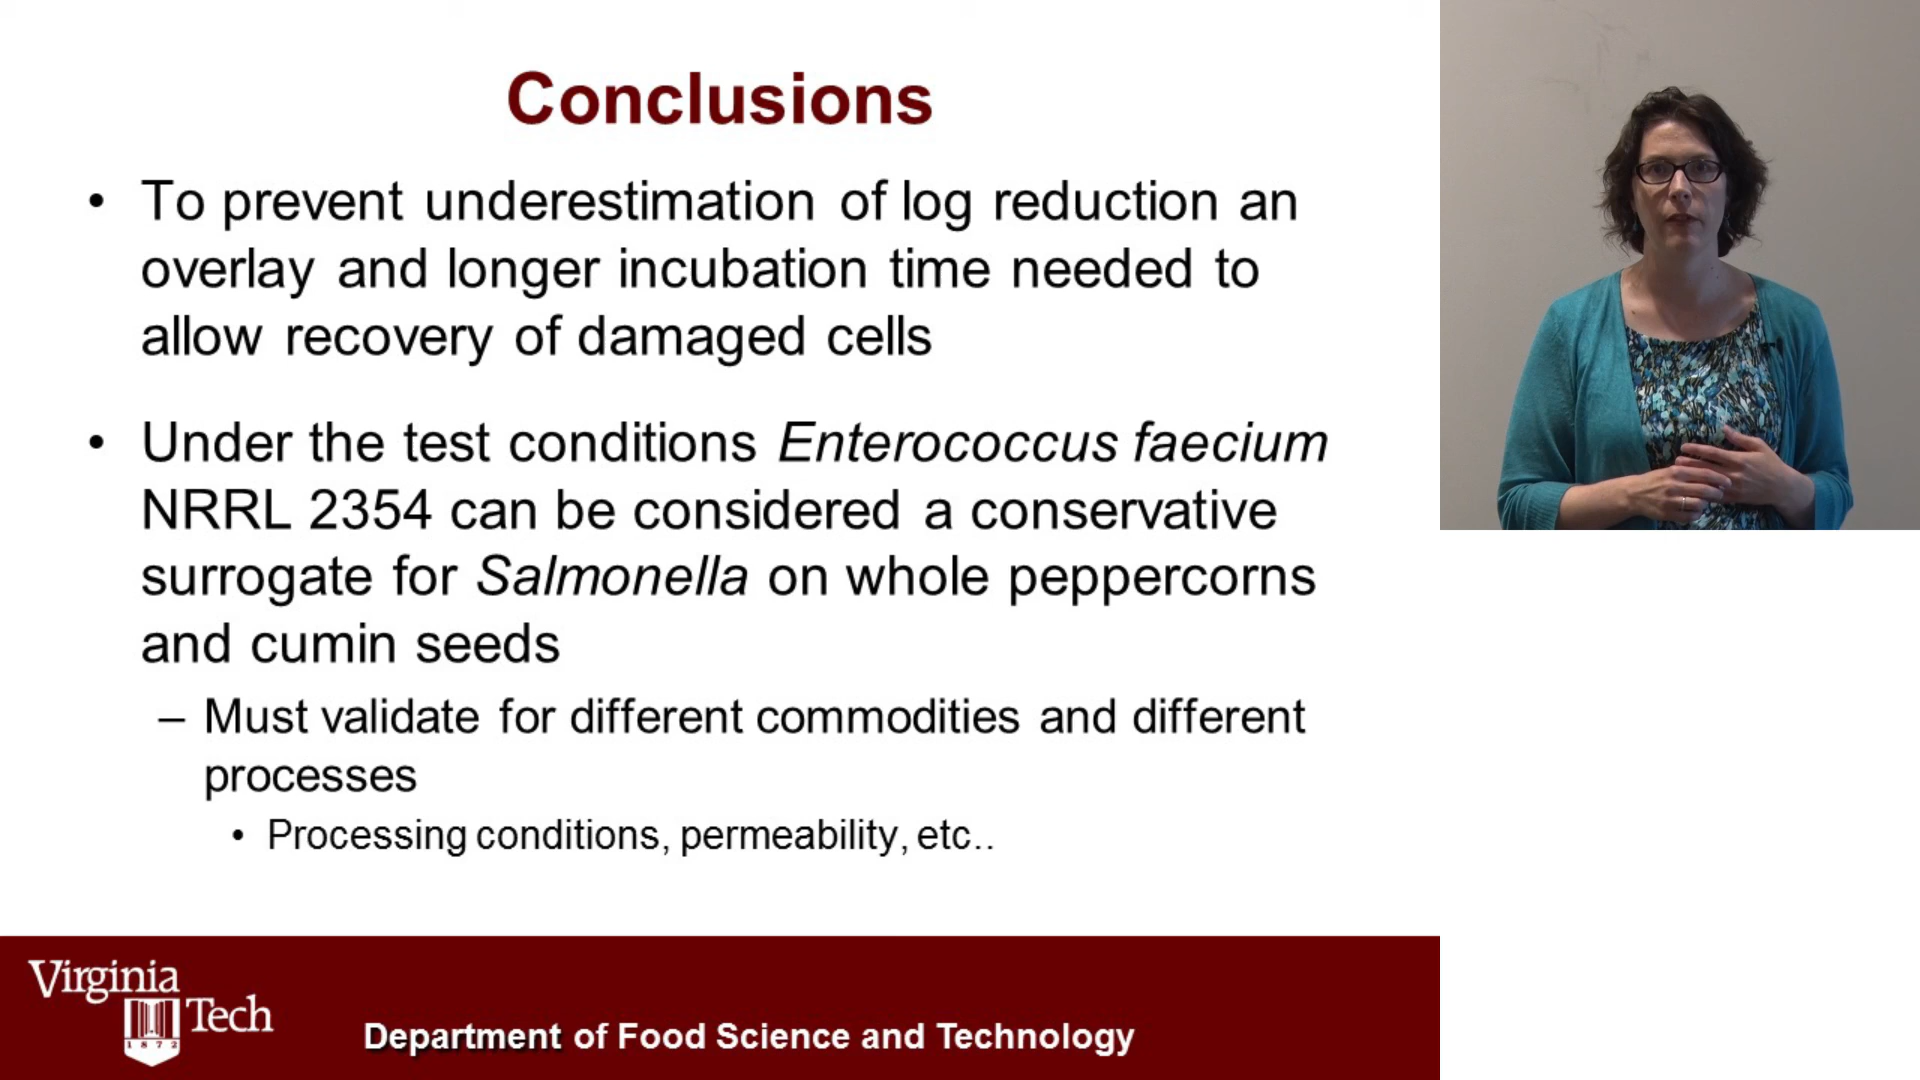 Conclusions
• To prevent underestimation of log reduction an
overlay and longer incubation time needed to
allow recovery of damaged cells
• Under the test conditions Enterococcus faecium
NRRL 2354 can be considered a conservative
surrogate for Salmonella on whole peppercorns
and cumin seeds
– Must validate for different commodities and different
processes
• Processing conditions, permeability, etc..
Virginia
Tech
1872
Department of Food Science and Technology